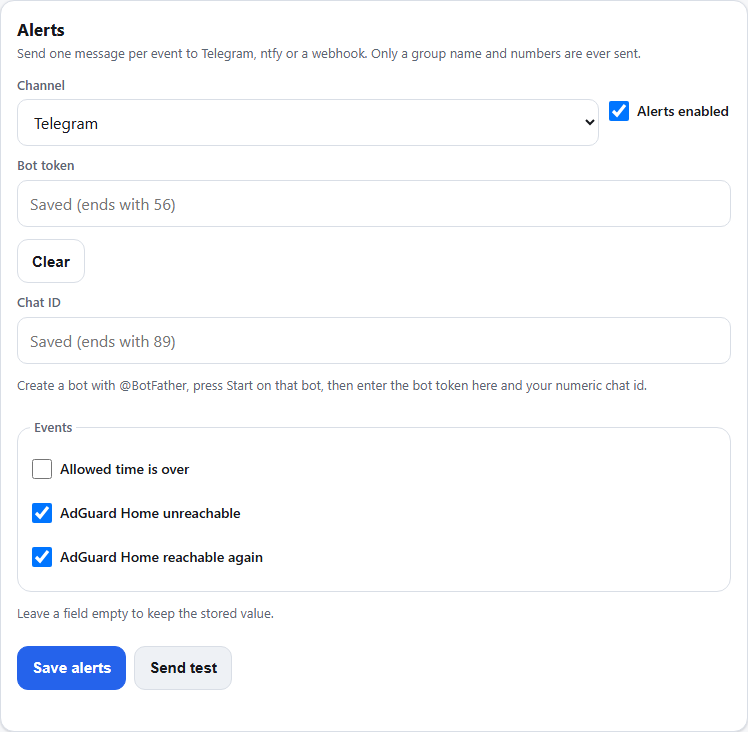 Alerts
Send one message per event to Telegram, ntfy or a webhook. Only a group name and numbers are ever sent.
Channel
Telegram
Alerts enabled
Bot token
Saved (ends with 56)
Clear
Chat ID
Saved (ends with 89)
Create a bot with @BotFather, press Start on that bot, then enter the bot token here and your numeric chat id.
Events
Allowed time is over
AdGuard Home unreachable
AdGuard Home reachable again
Leave a field empty to keep the stored value.
Save alerts
Send test